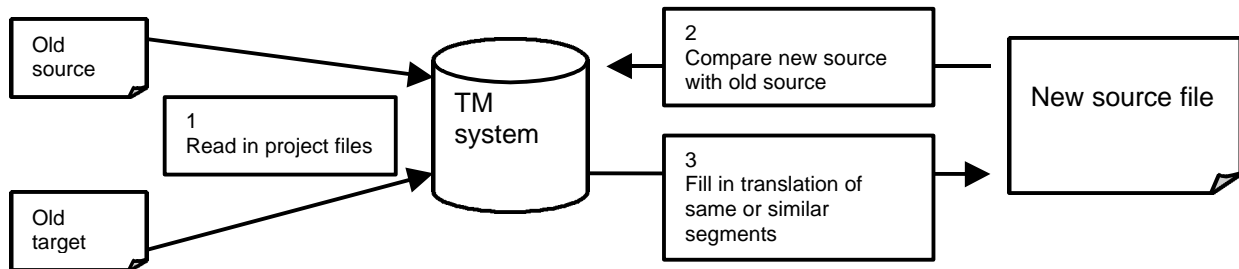 Old
source
1
Read in project files
Old
target
TM
system
2
Compare new source
with old source
3
Fill in translation of
same or similar
segments
New source file